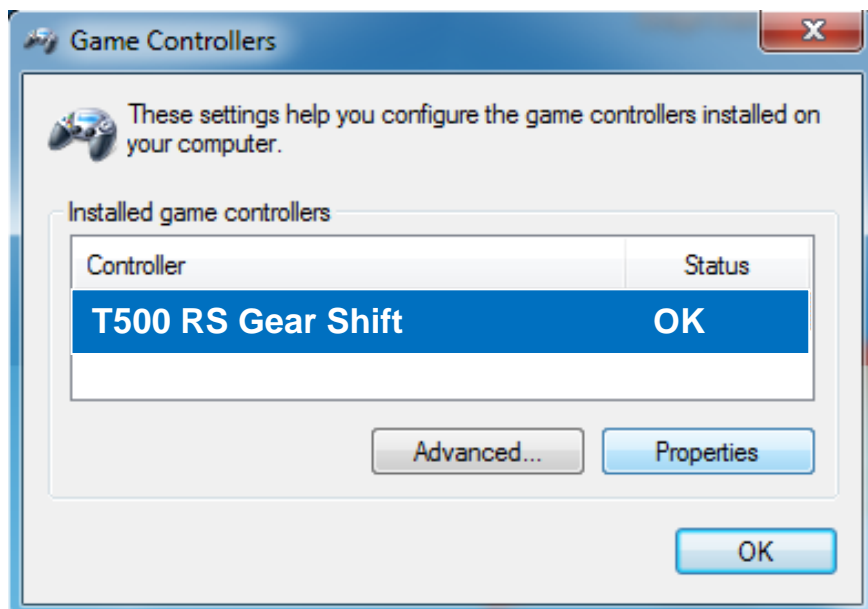 Game Controllers
These settings help you configure the game controllers installed on
your computer.
Installed game controllers
Controller Status
T500 RS Gear Shift OK
Advanced... Properties
OK